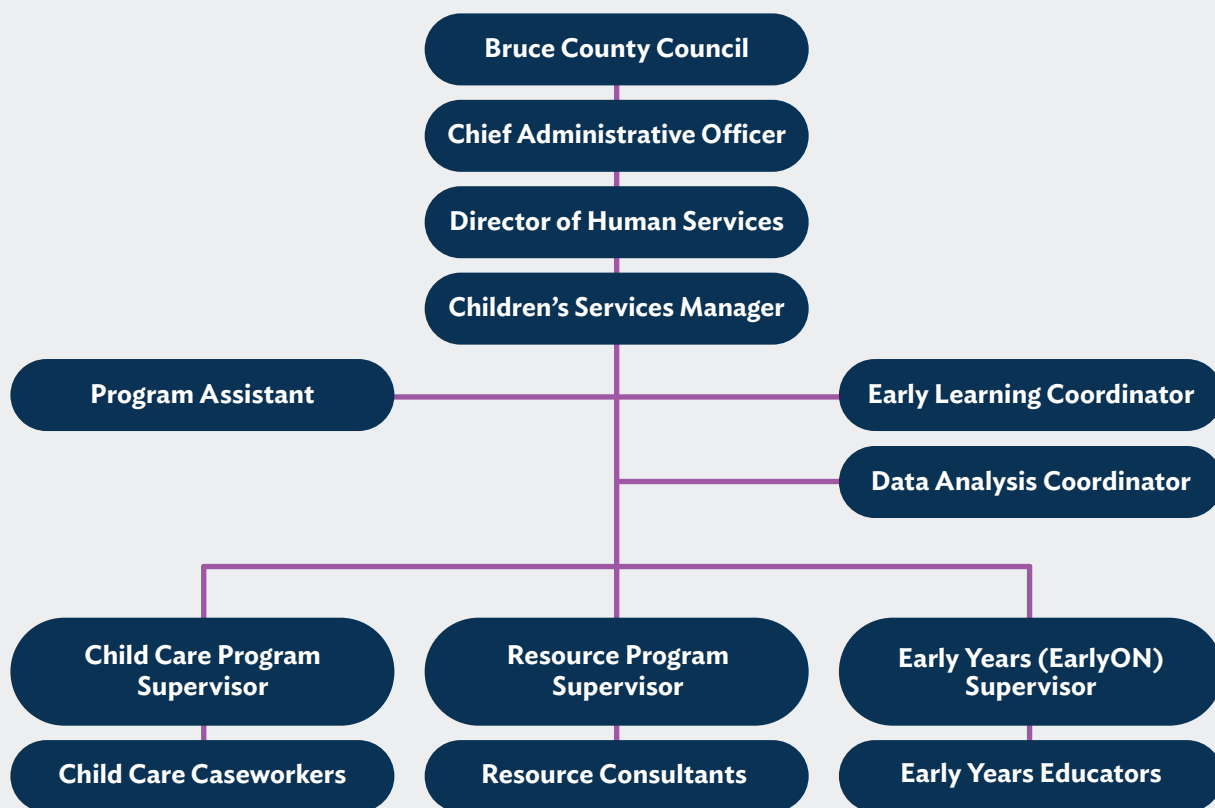 Bruce County Council
Chief Administrative Officer
Director of Human Services
Children’s Services Manager
Program Assistant
Early Learning Coordinator
Data Analysis Coordinator
Child Care Program
Supervisor
Resource Program
Supervisor
Early Years (EarlyON)
Supervisor
Child Care Caseworkers
Resource Consultants
Early Years Educators